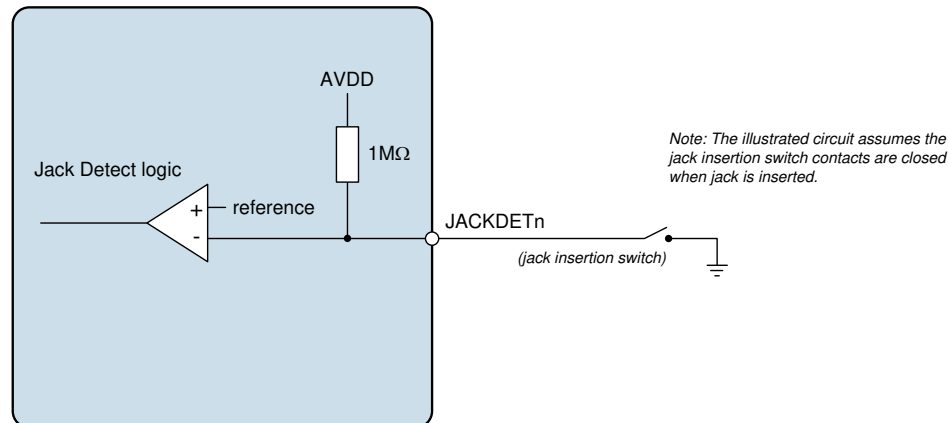 AVDD
1MΩ
Note: The illustrated circuit assumes the
jack insertion switch contacts are closed
when jack is inserted.
Jack Detect logic
+
reference
-
JACKDETn
(jack insertion switch)